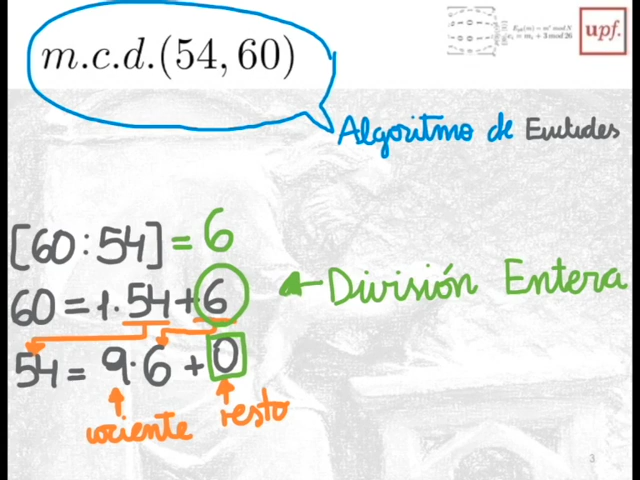 m.c.d.(54, 60)
upf.
Algoritmo de Euclides
[60:54] = 6
60 = 1·54 + 6
División Entera
54 = 9·6 + 0
cociente
resto
3